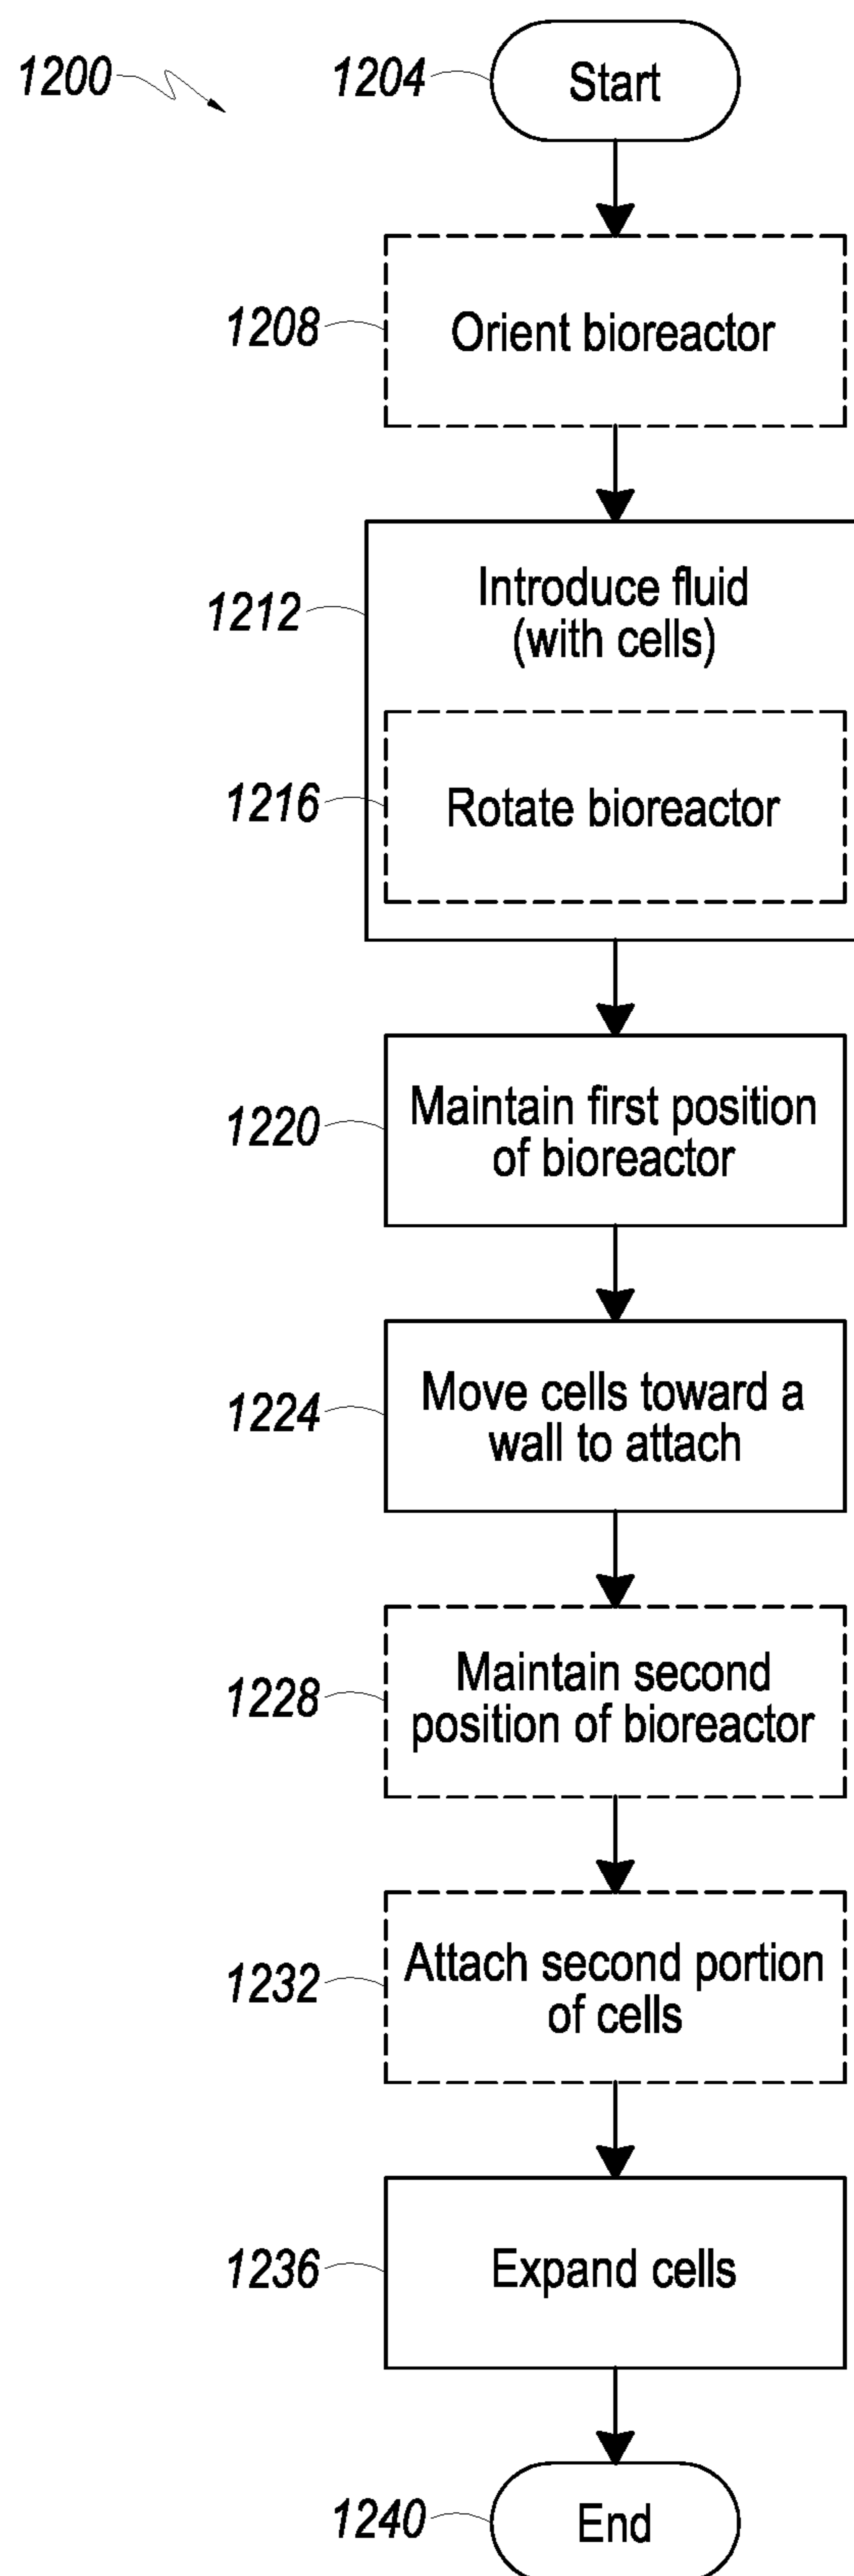 1200
1204
Start
1208
Orient bioreactor
1212
Introduce fluid
(with cells)
1216
Rotate bioreactor
1220
Maintain first position
of bioreactor
1224
Move cells toward a
wall to attach
1228
Maintain second
position of bioreactor
1232
Attach second portion
of cells
1236
Expand cells
1240
End